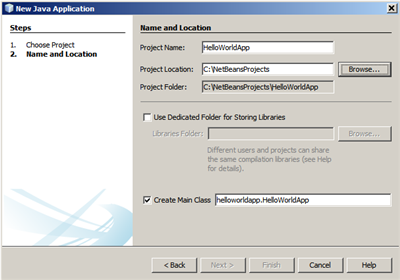 New Java Application
Steps
1. Choose Project
2. Name and Location
Name and Location
Project Name: HelloWorldApp
Project Location: C:\NetBeansProjects Browse...
Project Folder: C:\NetBeansProjects\HelloWorldApp
Use Dedicated Folder for Storing Libraries
Libraries Folder: Browse...
Different users and projects can share
the same compilation libraries (see Help
for details).
Create Main Class helloworldapp.HelloWorldApp
< Back Next > Finish Cancel Help